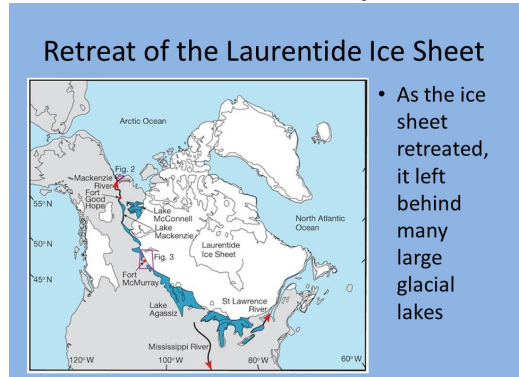 Retreat of the Laurentide Ice Sheet
Arctic Ocean
Fig. 2
Mackenzie
River
Fort
Good
Hope
55° N
Lake
McConnell
Lake
Mackenzie
North Atlantic
Ocean
50° N
Laurentide
Ice Sheet
Fig. 3
45° N
Fort
McMurray
Lake
Agassiz
St Lawrence
River
Mississippi River
120° W
100° W
80° W
60° W
• As the ice
sheet
retreated,
it left
behind
many
large
glacial
lakes